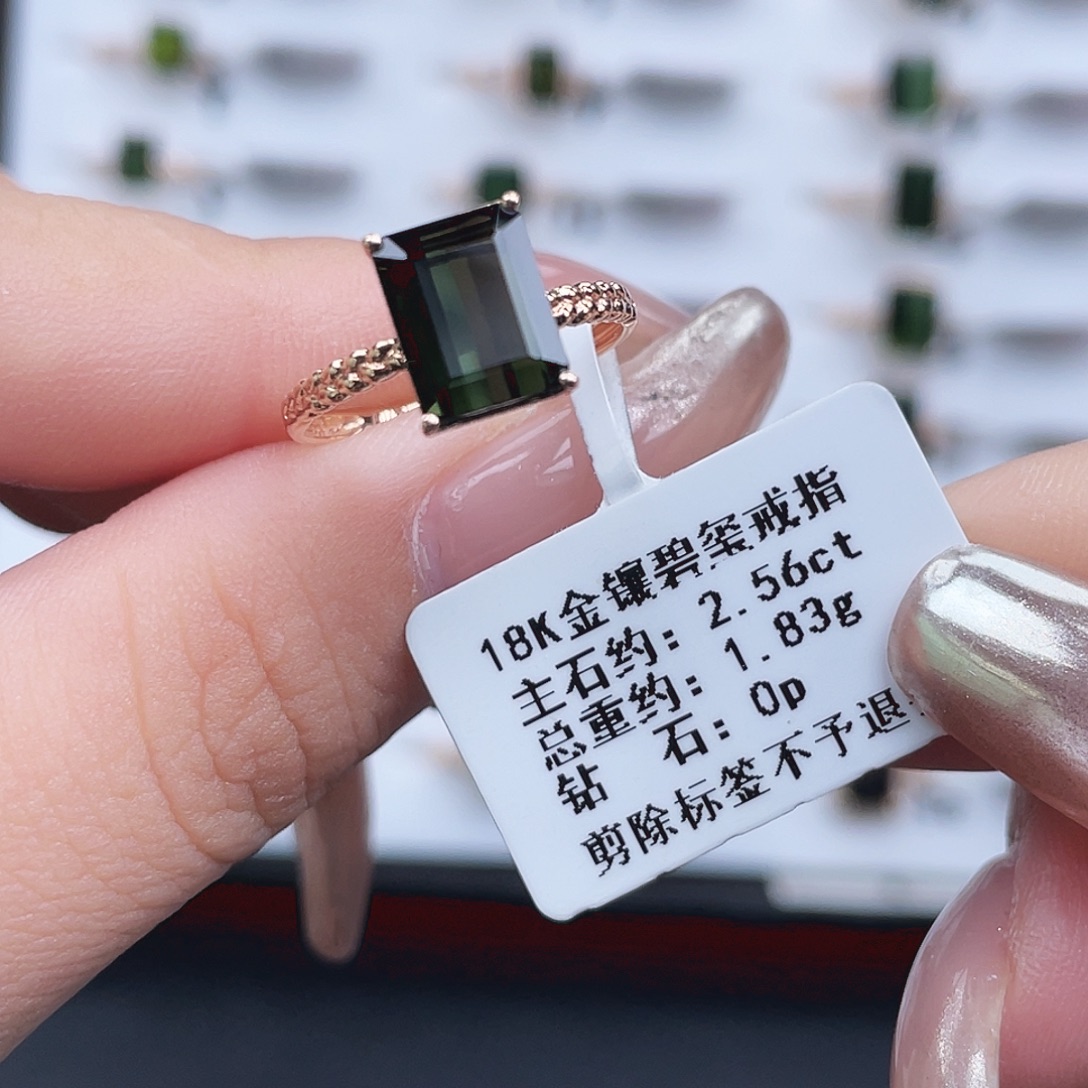 18K金镶碧玺戒指
主石约: 2.56ct
总重约: 1.83g
钻 石: 0p
剪除标签不予退